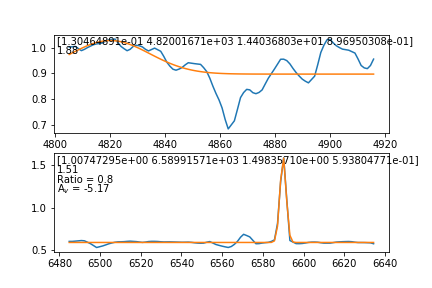 [1.30464891e-01 4.82001671e+03 1.44036803e+01 8.96950308e-01]
1.88
1.0
0.9
0.8
0.7
4800 4820 4840 4860 4880 4900 4920
[1.00747295e+00 6.58991571e+03 1.49835710e+00 5.93804771e-01]
1.51
Ratio = 0.8
Av = -5.17
1.5
1.0
0.5
6480 6500 6520 6540 6560 6580 6600 6620 6640